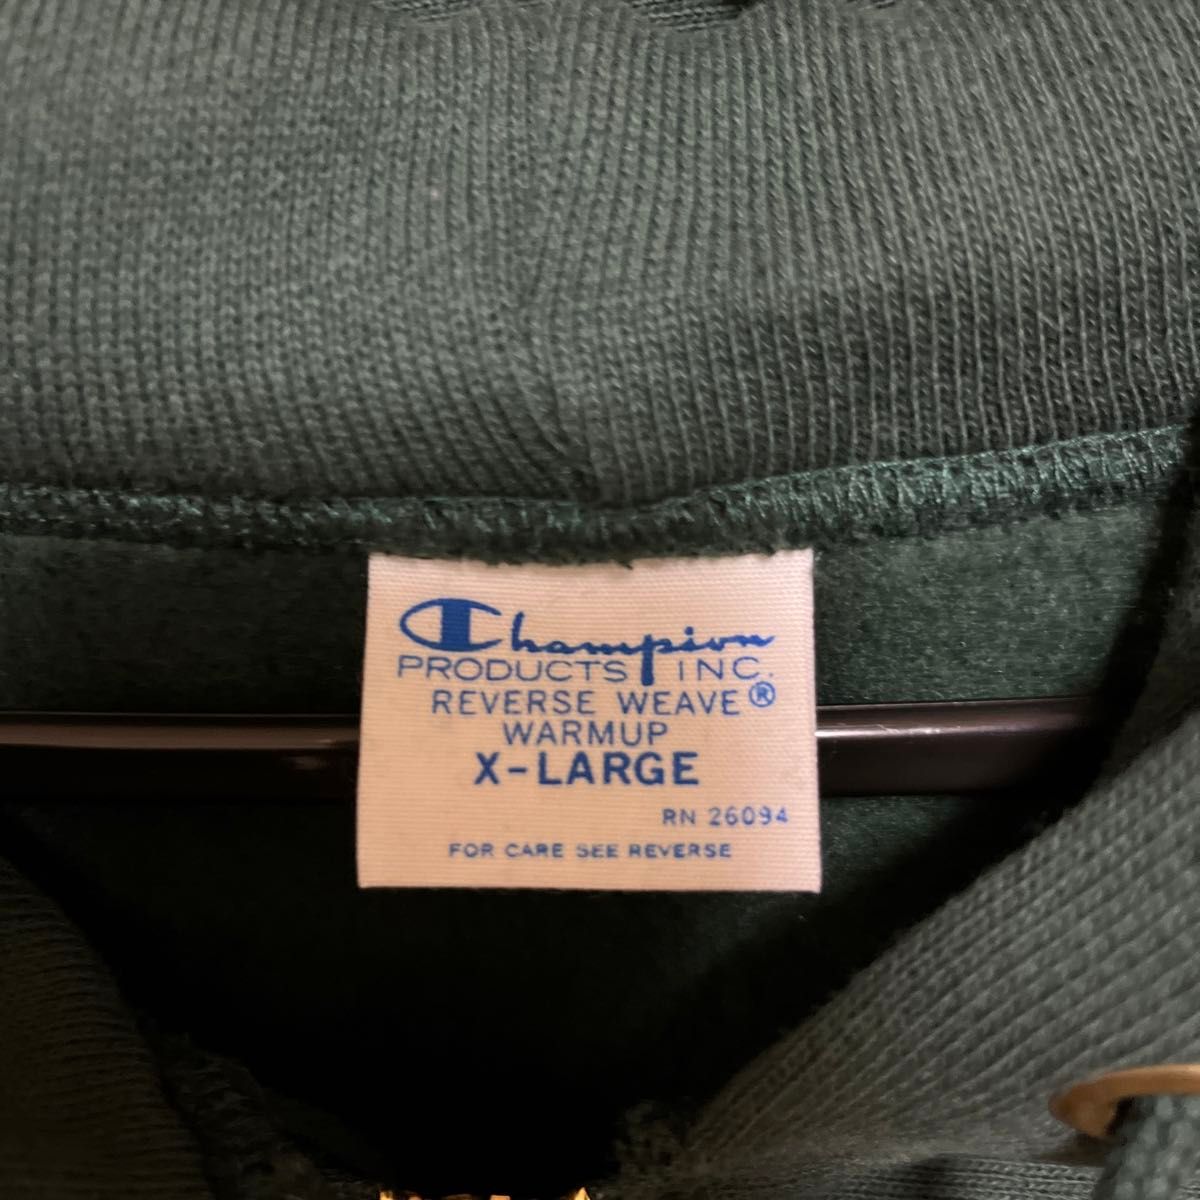 Champion
PRODUCTS INC.
REVERSE WEAVE®
WARMUP
X-LARGE
RN 26094
FOR CARE SEE REVERSE